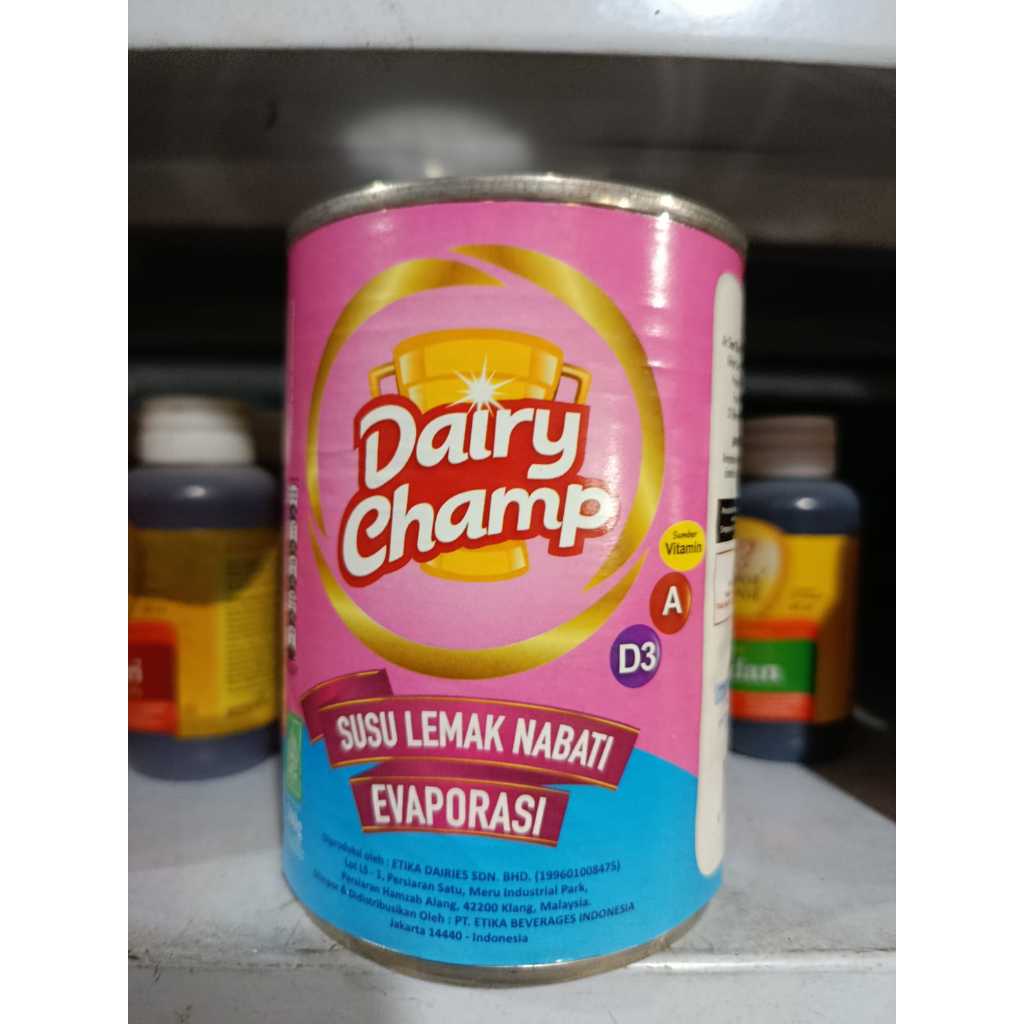 Dairy
Champ
Sumber
Vitamin
A
D3
SUSU LEMAK NABATI
EVAPORASI
Diproduksi oleh : ETIKA DAIRIES SDN. BHD. (199601008475)
Lot LS - 1, Persiaran Satu, Meru Industrial Park,
Persiaran Hamzah Alang, 42200 Klang, Malaysia.
Diimpor & Didistribusikan Oleh : PT. ETIKA BEVERAGES INDONESIA
Jakarta 14440 - Indonesia